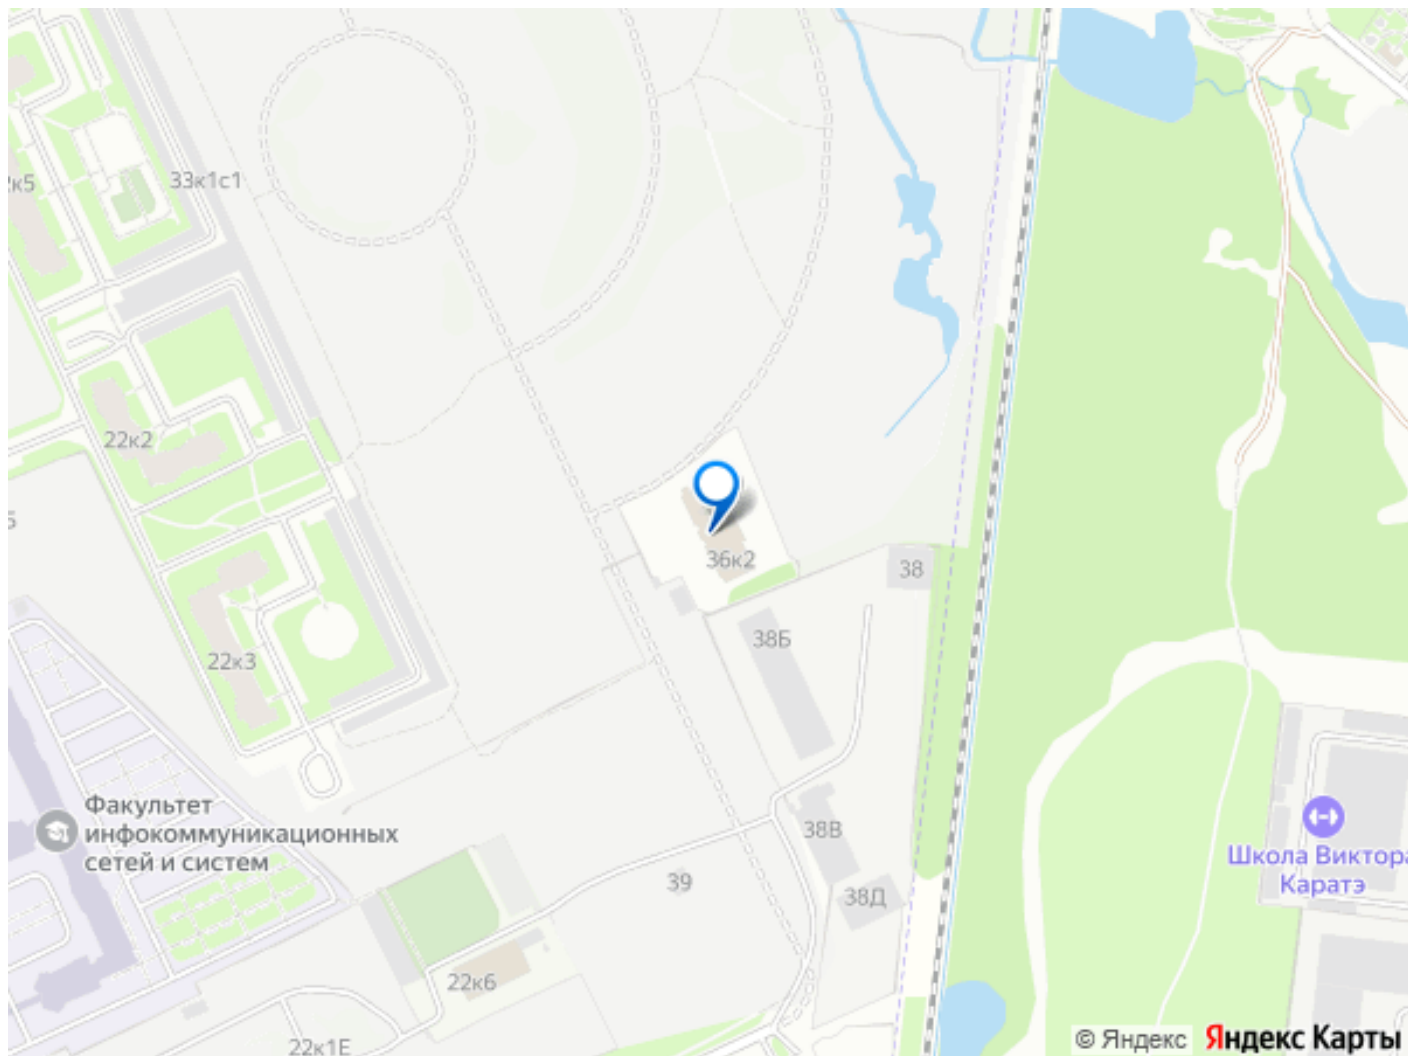 33к1с1
22к2
36к2
38
38Б
22к3
Факультет
инфокоммуникационных
сетей и систем
38В
Школа Виктора
Каратэ
39
38Д
22к6
22к1Е
© Яндекс Яндекс Карты